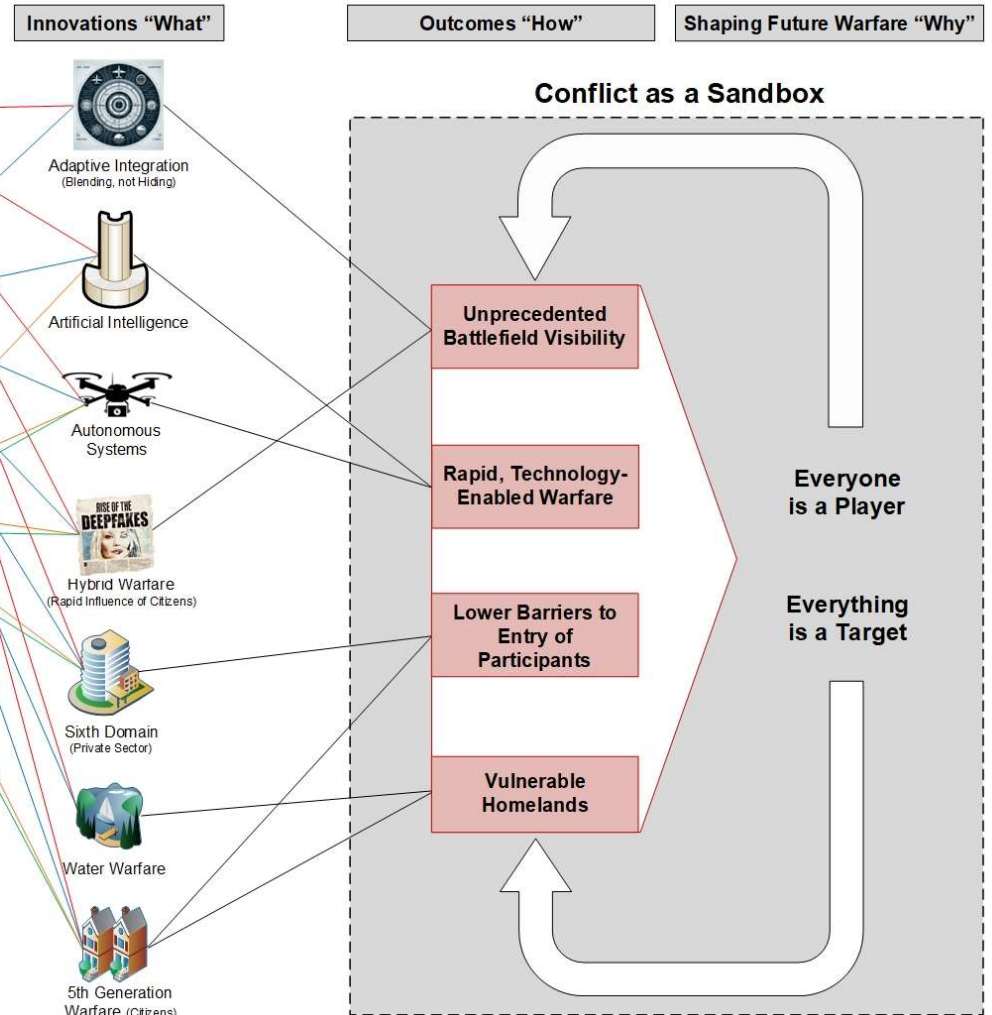 Innovations “What”
Outcomes “How”
Shaping Future Warfare “Why”
Conflict as a Sandbox
Adaptive Integration
(Blending, not Hiding)
Artificial Intelligence
Autonomous
Systems
RISE OF THE
DEEPFAKES
Hybrid Warfare
(Rapid Influence of Citizens)
Sixth Domain
(Private Sector)
Water Warfare
5th Generation
Warfare (Citizens)
Unprecedented
Battlefield Visibility
Rapid, Technology-
Enabled Warfare
Lower Barriers to
Entry of
Participants
Vulnerable
Homelands
Everyone
is a Player
Everything
is a Target